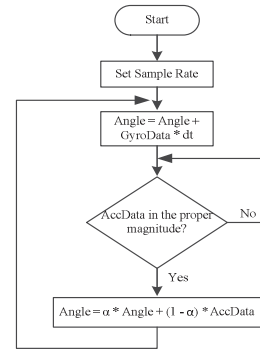 Start
Set Sample Rate
Angle = Angle +
GyroData * dt
AccData in the proper
magnitude?
No
Yes
Angle = α * Angle + (1 - α) * AccData